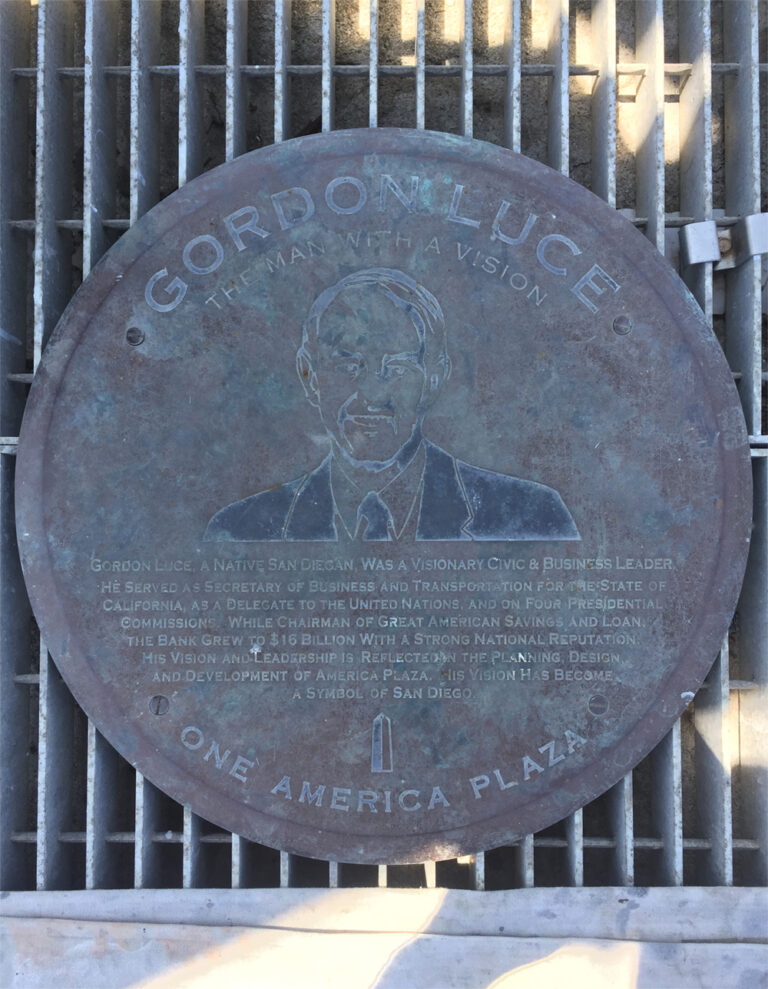 GORDON LUCE
THE MAN WITH A VISION
GORDON LUCE, A NATIVE SAN DIEGAN, WAS A VISIONARY CIVIC & BUSINESS LEADER.
HE SERVED AS SECRETARY OF BUSINESS AND TRANSPORTATION FOR THE STATE OF
CALIFORNIA, AS A DELEGATE TO THE UNITED NATIONS, AND ON FOUR PRESIDENTIAL
COMMISSIONS. WHILE CHAIRMAN OF GREAT AMERICAN SAVINGS AND LOAN,
THE BANK GREW TO $16 BILLION WITH A STRONG NATIONAL REPUTATION.
HIS VISION AND LEADERSHIP IS REFLECTED IN THE PLANNING, DESIGN
AND DEVELOPMENT OF AMERICA PLAZA. HIS VISION HAS BECOME
A SYMBOL OF SAN DIEGO.
ONE AMERICA PLAZA